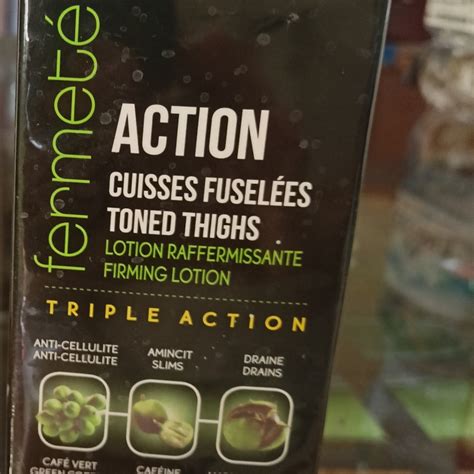 fermeté
ACTION
CUISSES FUSELÉES
TONED THIGHS
LOTION RAFFERMISSANTE
FIRMING LOTION
TRIPLE ACTION
ANTI-CELLULITE
ANTI-CELLULITE
AMINCIT
SLIMS
DRAINE
DRAINS
CAFÉ VERT
CAFÉINE